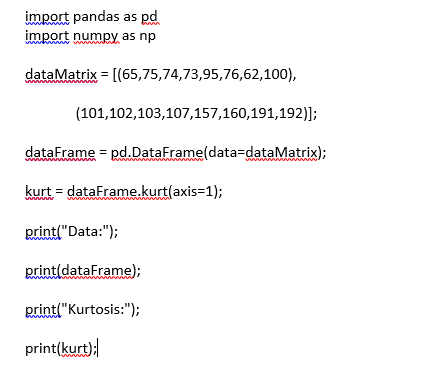 import pandas as pd
import numpy as np
dataMatrix = [(65,75,74,73,95,76,62,100),
(101,102,103,107,157,160,191,192)];
dataFrame = pd.DataFrame(data=dataMatrix);
kurt = dataFrame.kurt(axis=1);
print("Data:");
print(dataFrame);
print("Kurtosis:");
print(kurt);